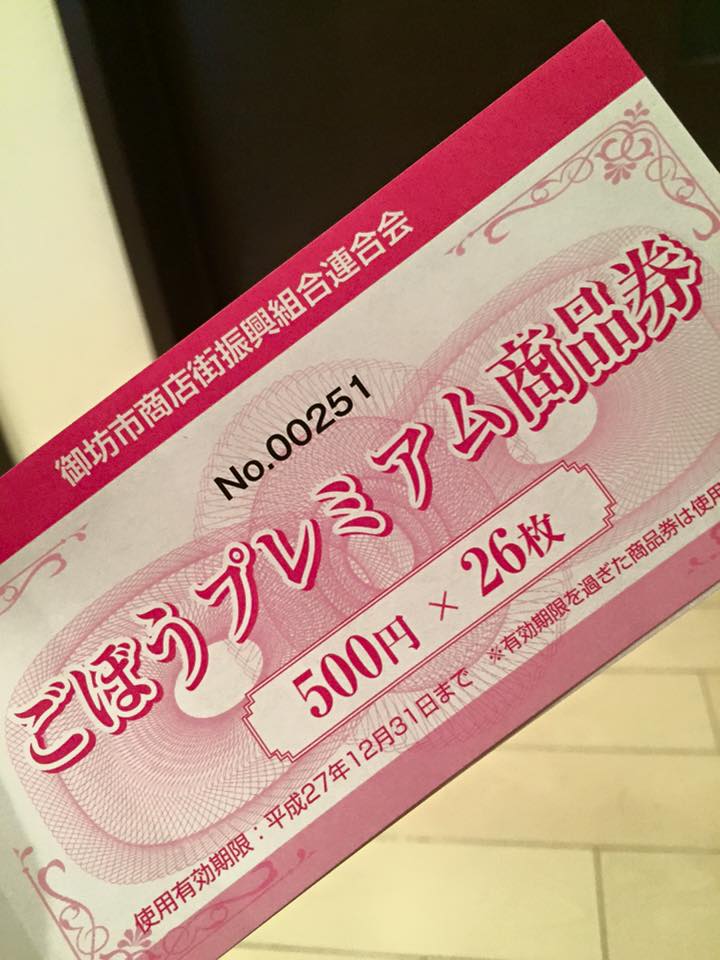 御坊市商店街振興組合連合会
No.00251
ごぼうプレミアム商品券
500円 × 26枚
使用有効期限：平成27年12月31日まで ※有効期限を過ぎた商品券は使用